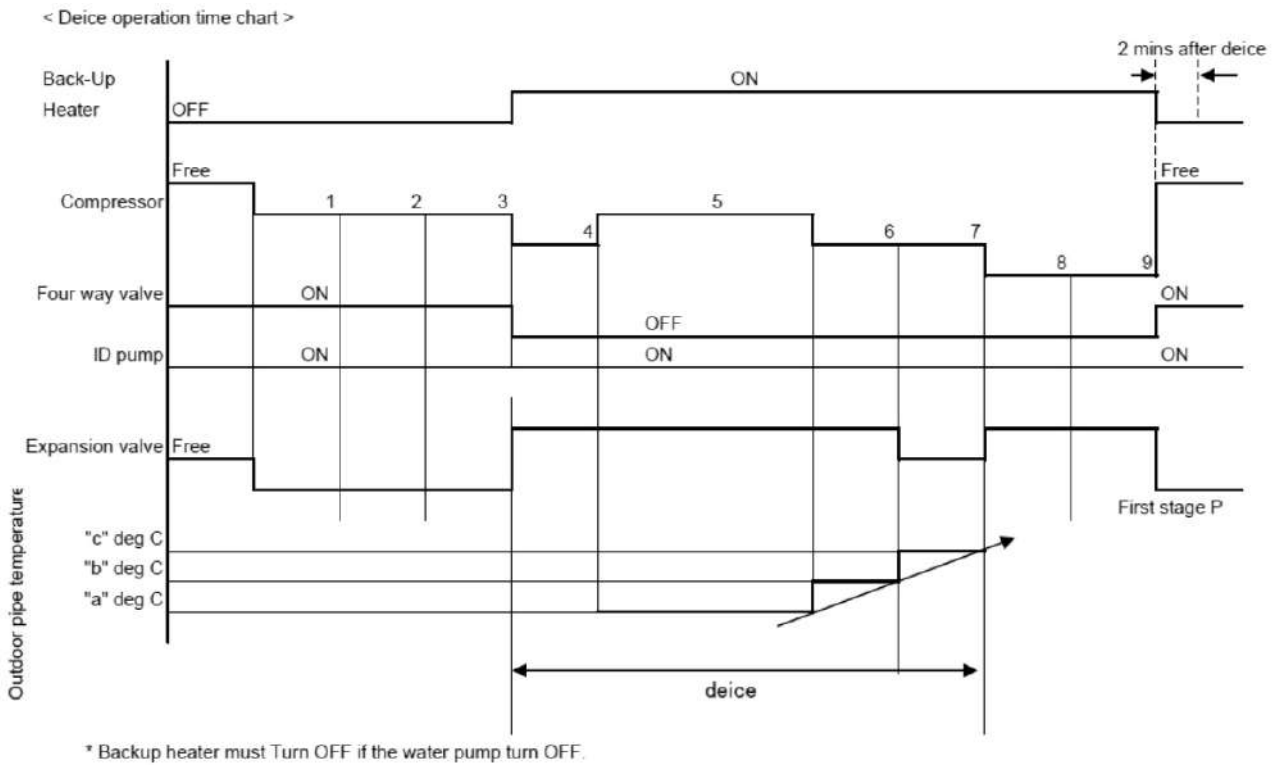 < Deice operation time chart >
2 mins after deice
Back-Up
Heater
OFF
ON
Free
Free
Compressor
1
2
3
4
5
6
7
8
9
Four way valve
ON
OFF
ON
ID pump
ON
ON
ON
Expansion valve
Free
First stage P
Outdoor pipe temperature
"c" deg C
"b" deg C
"a" deg C
deice
* Backup heater must Turn OFF if the water pump turn OFF.